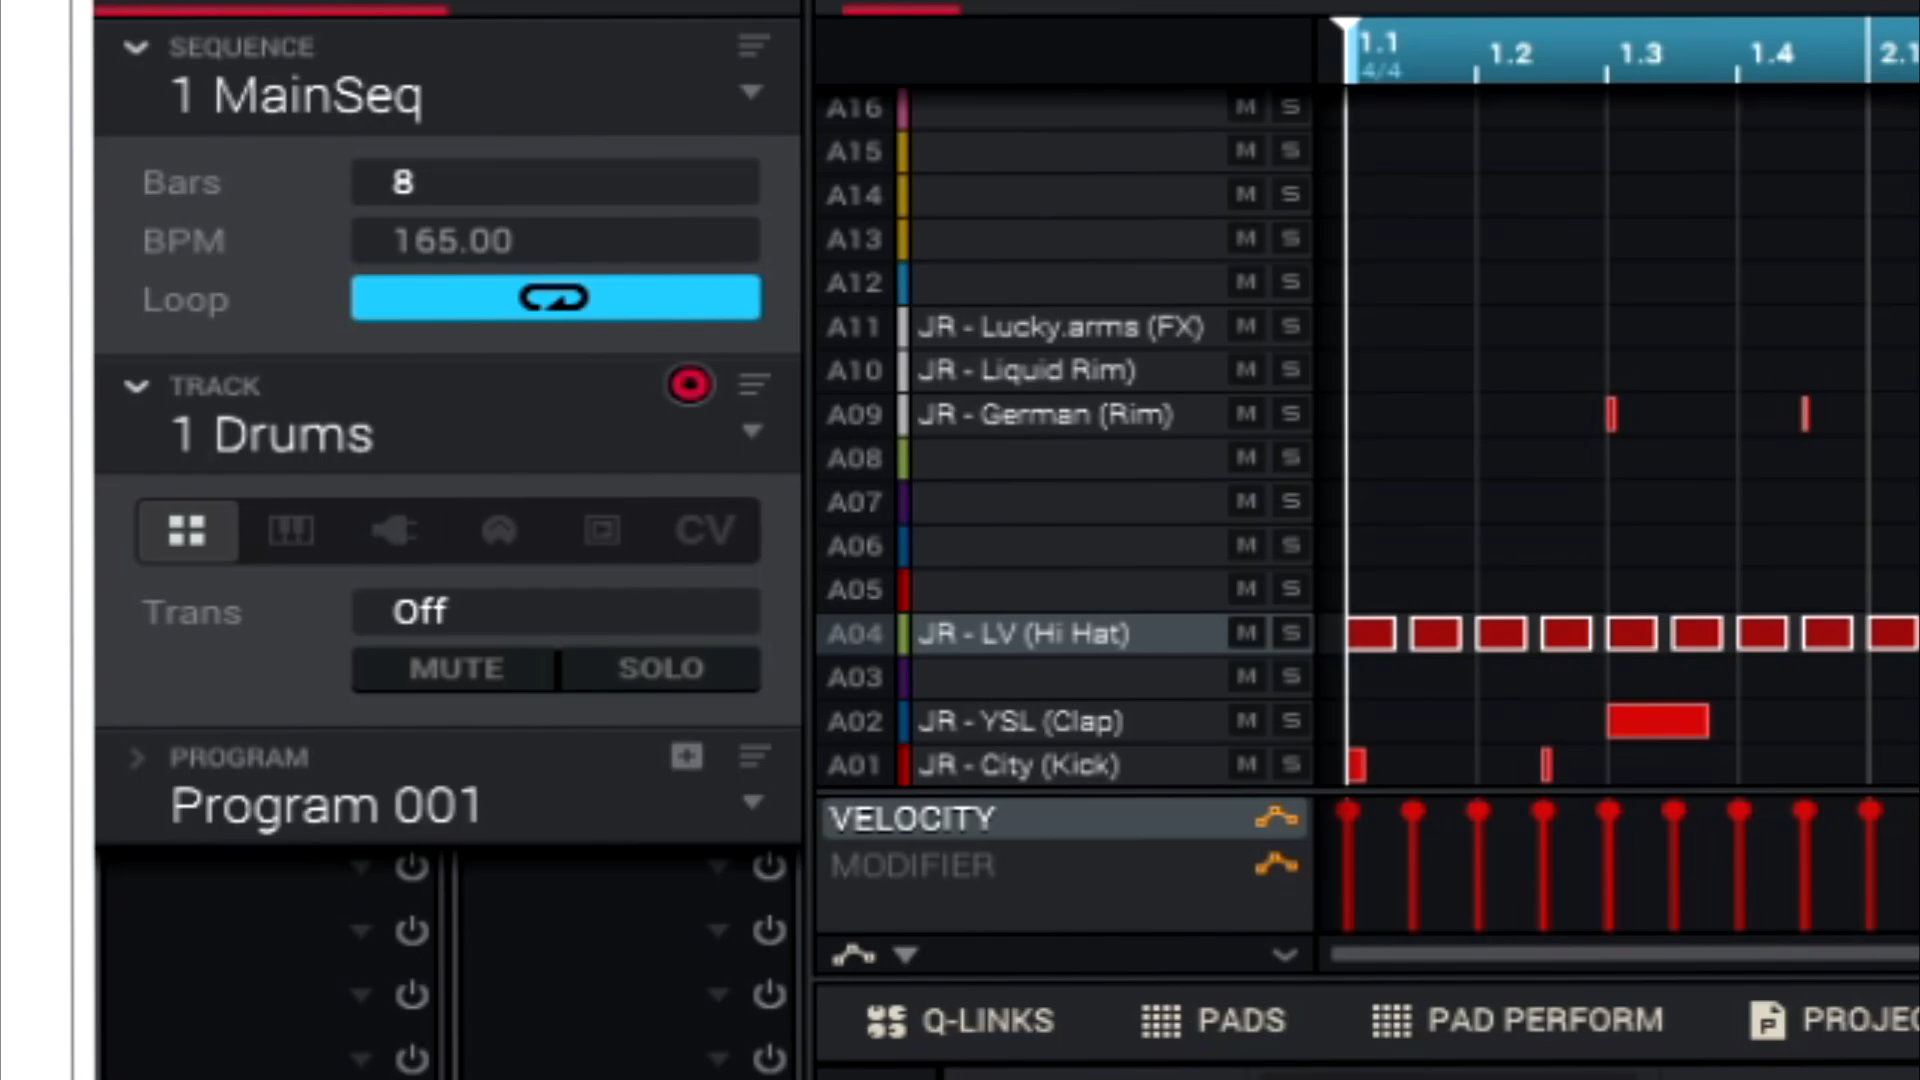 SEQUENCE
1 MainSeq
Bars 8
BPM 165.00
Loop
TRACK
1 Drums
CV
Trans Off
MUTE SOLO
PROGRAM
Program 001
1.1 1.2 1.3 1.4 2.1
4/4
A16 M S
A15 M S
A14 M S
A13 M S
A12 M S
A11 JR - Lucky.arms (FX) M S
A10 JR - Liquid Rim) M S
A09 JR - German (Rim) M S
A08 M S
A07 M S
A06 M S
A05 M S
A04 JR - LV (Hi Hat) M S
A03 M S
A02 JR - YSL (Clap) M S
A01 JR - City (Kick) M S
VELOCITY
MODIFIER
Q-LINKS PADS PAD PERFORM PROJEC